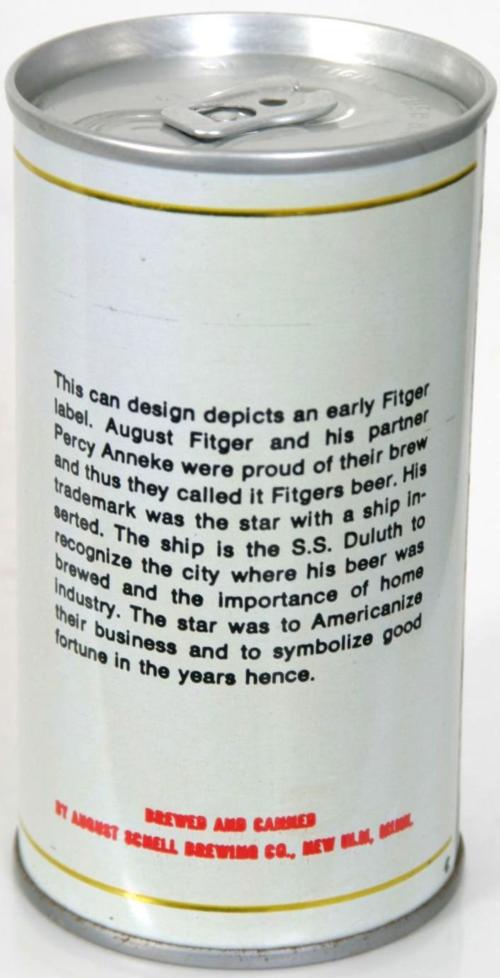 This can design depicts an early Fitger
label. August Fitger and his partner
Percy Anneke were proud of their brew
and thus they called it Fitgers beer. His
trademark was the star with a ship in-
serted. The ship is the S.S. Duluth to
recognize the city where his beer was
brewed and the importance of home
industry. The star was to Americanize
their business and to symbolize good
fortune in the years hence.
BREWED AND CANNED
BY AUGUST SCHELL BREWING CO., NEW ULM, MINN.